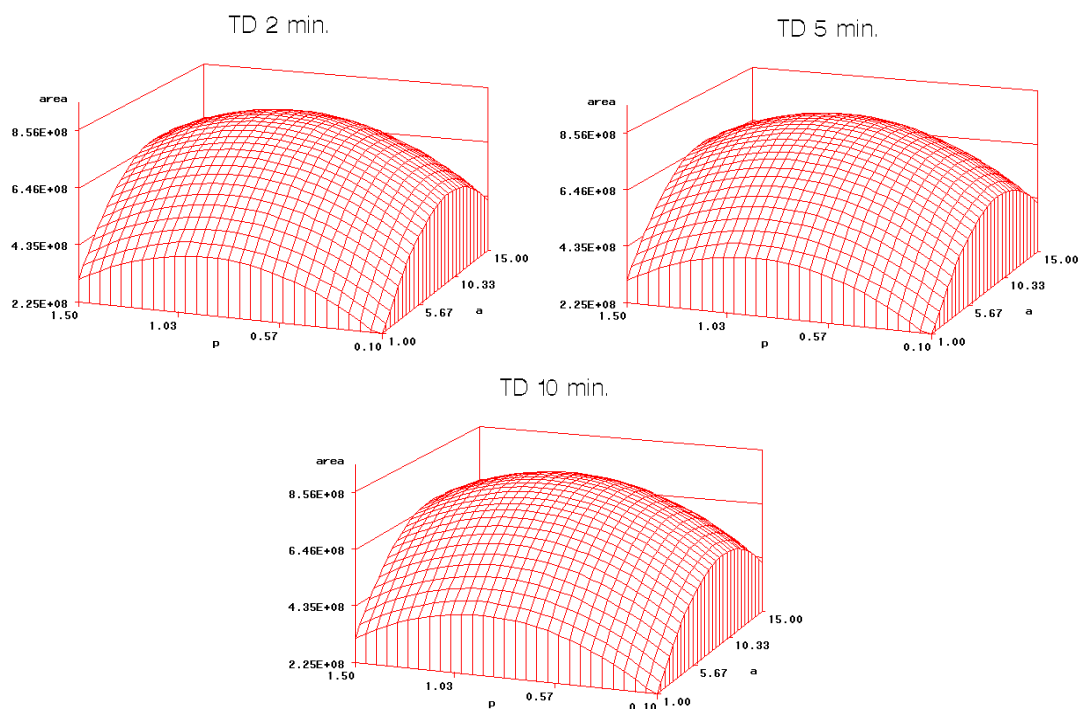 TD 2 min.
area
8.56E+08
6.46E+08
4.35E+08
2.25E+08
1.50
1.03
0.57
0.10
p
1.00
5.67
10.33
15.00
a
TD 5 min.
area
8.56E+08
6.46E+08
4.35E+08
2.25E+08
1.50
1.03
0.57
0.10
p
1.00
5.67
10.33
15.00
a
TD 10 min.
area
8.56E+08
6.46E+08
4.35E+08
2.25E+08
1.50
1.03
0.57
0.10
p
1.00
5.67
10.33
15.00
a